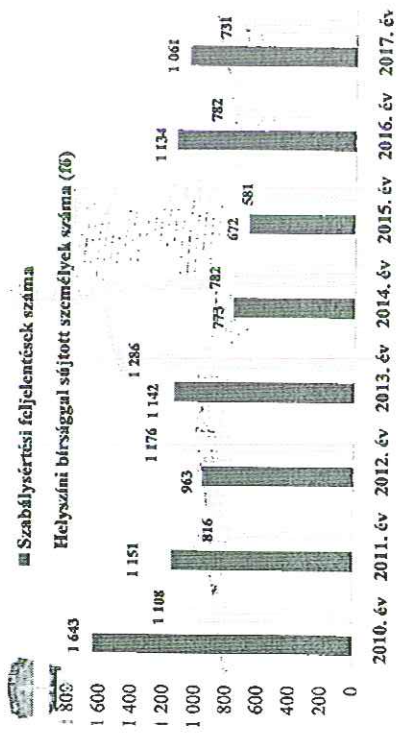 Szabálysértési feljelentések száma
Helyszíni bírsággal sújtott személyek száma (fő)
1 800
1 600
1 400
1 200
1 000
800
600
400
200
0
1 643
1 108
1 151
816
963
1 176
1 142
1 286
773
782
672
581
1 134
782
1 061
731
2010. év
2011. év
2012. év
2013. év
2014. év
2015. év
2016. év
2017. év